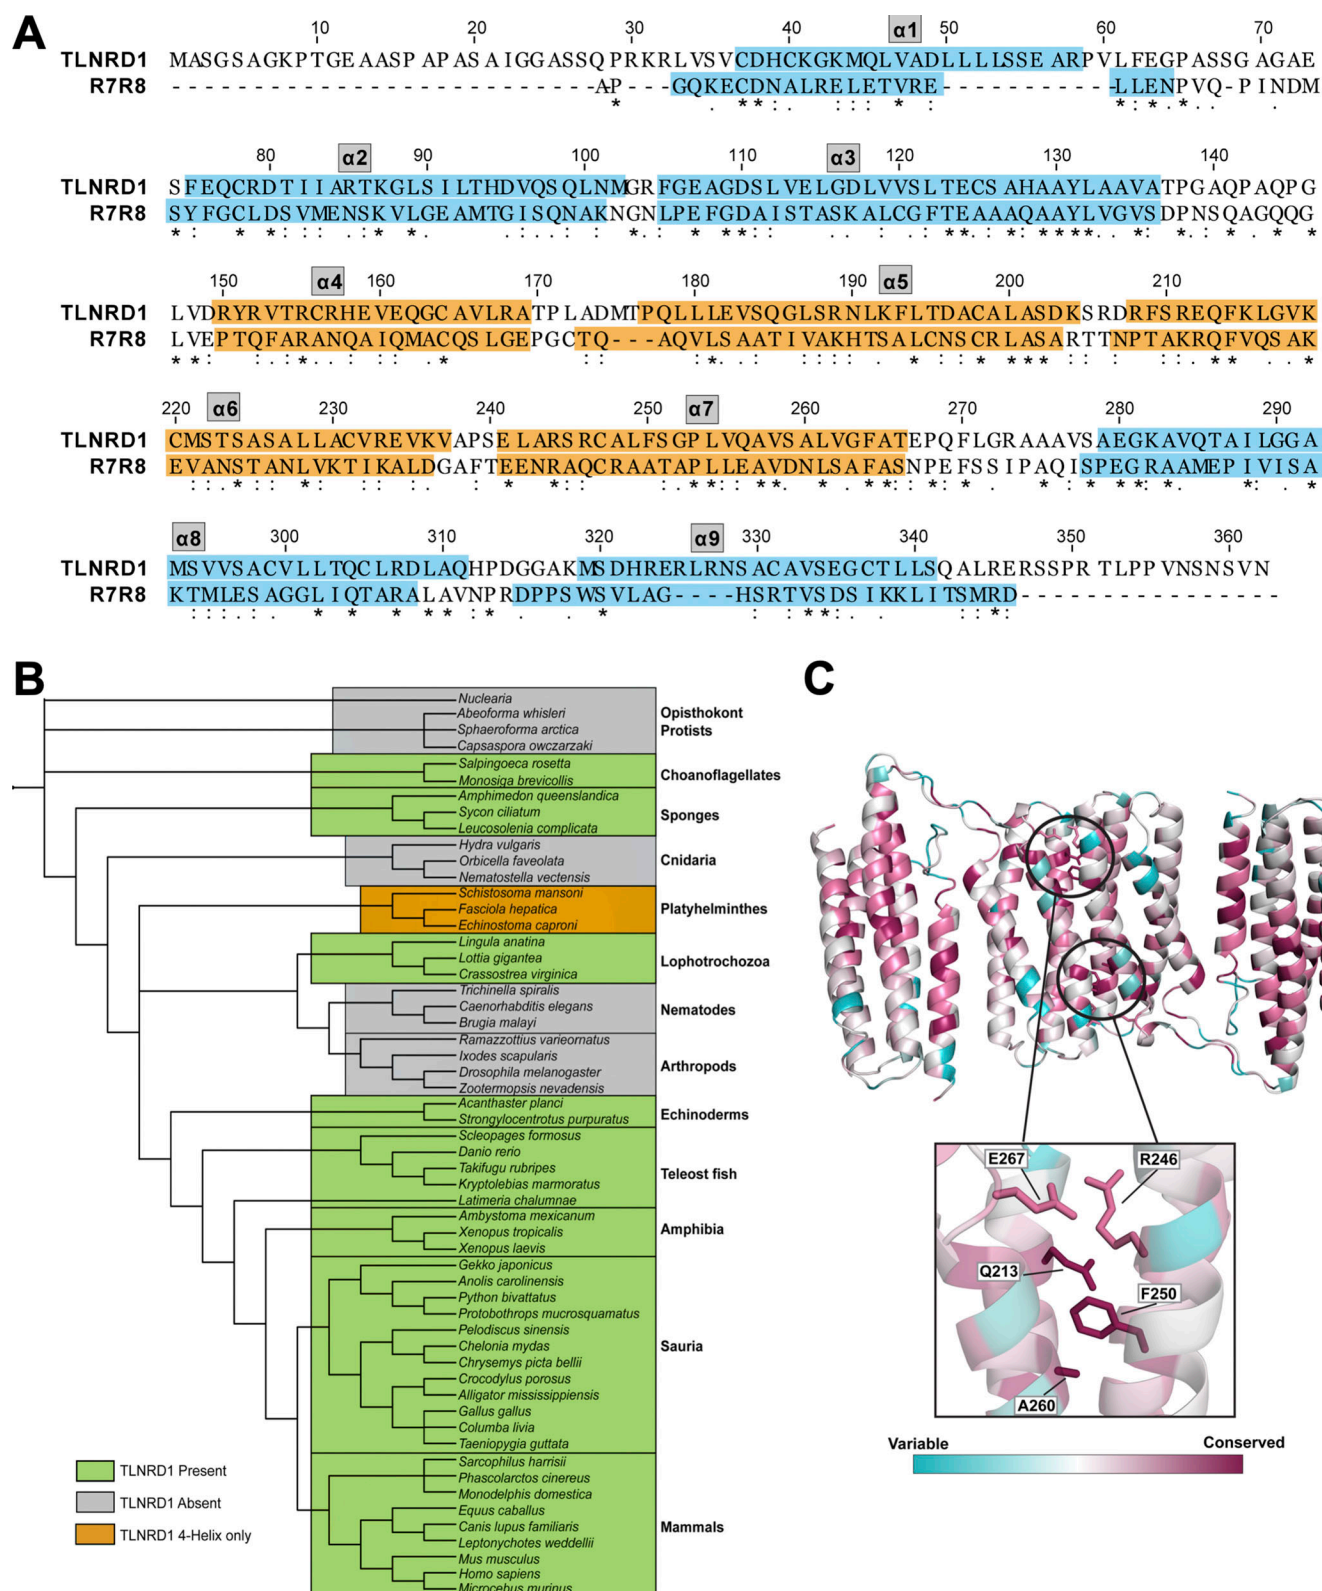 A
10 20 30 40 α1 50 60 70
TLNRD1 MASGSAGKPTGEAASPAPASAIGGASSQPRKRLVSVCDHCKGKMQLVADLLLLSSEARPVLFEGPASSGAGAE
R7R8 ----------------------------AP----GQKECDNALRELETVRE-----------LLENPVQ-PINDM
80 α2 90 100 110 α3 120 130 140
TLNRD1 SFEQCRDTIIARTKGLSILTHDVQSQLNMGRFGEAGDSLVELGDLVVSLTECSAHAAYLAAVATPGAQPAQPG
R7R8 SYFGCLDSVMENSKVLGEAMTGISQNAKNGNLPEFGDAISTASKALCGFTEAAAQAAYLVGVSDPNSQAGQQG
150 α4 160 170 180 190 α5 200 210
TLNRD1 LVDRYRVTRCRHEVEQGCAVLRATPLADMTPQLLLEVSQGLSRNLKFLTDACALASDKSRDRFSREQFKLGVK
R7R8 LVEPTQFARANQAIQMACQSLGEPGCTQ---AQVLSAATIVAKHTSALCNSCRLASARTTNPTAKRQFVQSAK
220 α6 230 240 250 α7 260 270 280 290
TLNRD1 CMSTSASALLACVREVKVAPSELARSRCALFSGPLVQAVSALVGFATEPQFLGRAAAVSAEGKAVQTAILGGA
R7R8 EVANSTANLVKTIKALDGAFTEENRAQCRAATAPLLEAVDNLSAFASNPEFSSIPAQISPEGRAAMEPIVISA
α8 300 310 320 α9 330 340 350 360
TLNRD1 MSVVSACVLLTQCLRDLAQHPDGGAKMSDHRERLRNSACAVSEGCTLLSQALRERSSPRTLPPVNSNSVN
R7R8 KTMLESAGGLIQTARALAVNPRDPPSWSVLAG----HSRTVSDSIKKLITSMRD-----------------
B
Nuclearia
Abeoforma whisleri
Sphaeroforma arctica
Capsaspora owczarzaki
Opisthokont
Protists
Salpingoeca rosetta
Monosiga brevicollis
Choanoflagellates
Amphimedon queenslandica
Sycon ciliatum
Leucosolenia complicata
Sponges
Hydra vulgaris
Orbicella faveolata
Nematostella vectensis
Cnidaria
Schistosoma mansoni
Fasciola hepatica
Echinostoma caproni
Platyhelminthes
Lingula anatina
Lottia gigantea
Crassostrea virginica
Lophotrochozoa
Trichinella spiralis
Caenorhabditis elegans
Brugia malayi
Nematodes
Ramazzottius varieornatus
Ixodes scapularis
Drosophila melanogaster
Zootermopsis nevadensis
Arthropods
Acanthaster planci
Strongylocentrotus purpuratus
Echinoderms
Scleopages formosus
Danio rerio
Takifugu rubripes
Kryptolebias marmoratus
Latimeria chalumnae
Teleost fish
Ambystoma mexicanum
Xenopus tropicalis
Xenopus laevis
Amphibia
Gekko japonicus
Anolis carolinensis
Python bivattatus
Protobothrops mucrosquamatus
Pelodiscus sinensis
Chelonia mydas
Chrysemys picta bellii
Crocodylus porosus
Alligator mississippiensis
Gallus gallus
Columba livia
Taeniopygia guttata
Sauria
Sarcophilus harrisii
Phascolarctos cinereus
Monodelphis domestica
Equus caballus
Canis lupus familiaris
Leptonychotes weddellii
Mus musculus
Homo sapiens
Microcebus murinus
Mammals
TLNRD1 Present
TLNRD1 Absent
TLNRD1 4-Helix only
C
E267
R246
Q213
F250
A260
Variable
Conserved